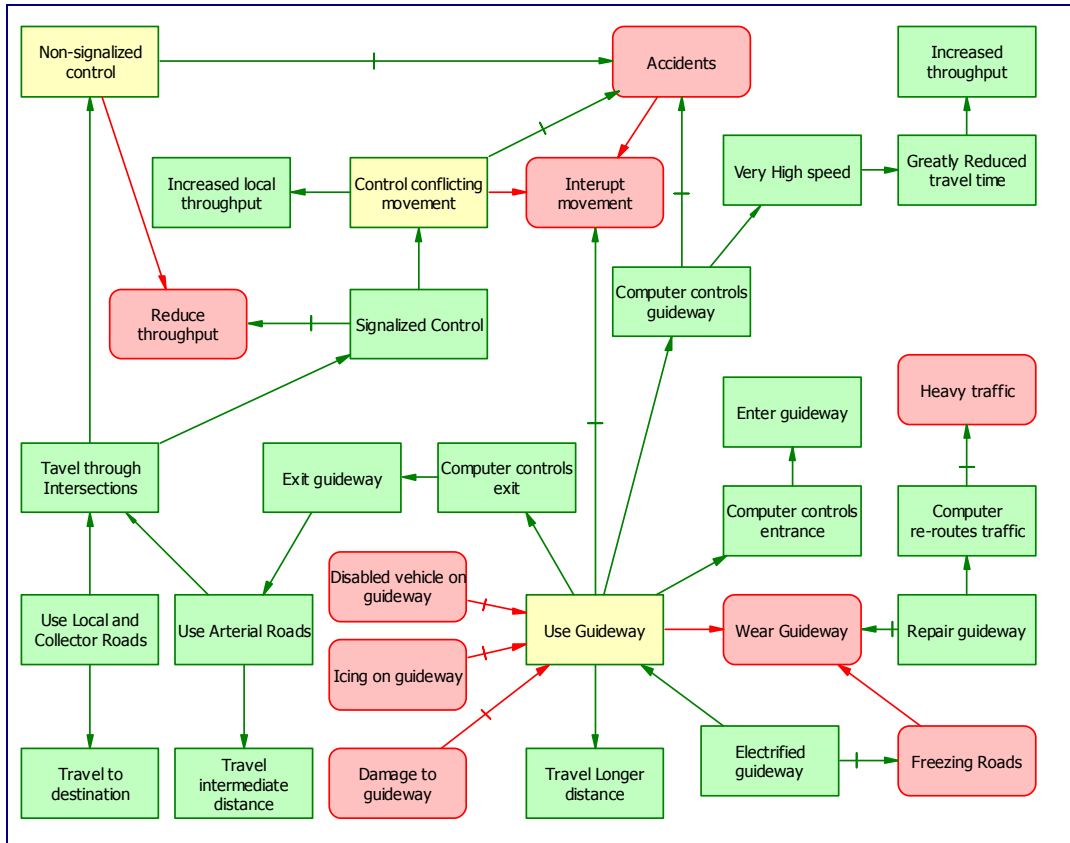 Non-signalized
control
Accidents
Increased
throughput
Increased local
throughput
Control conflicting
movement
Interupt
movement
Very High speed
Greatly Reduced
travel time
Reduce
throughput
Signalized Control
Computer controls
guideway
Heavy traffic
Enter guideway
Tavel through
Intersections
Exit guideway
Computer controls
exit
Computer controls
entrance
Computer
re-routes traffic
Disabled vehicle on
guideway
Use Local and
Collector Roads
Use Arterial Roads
Use Guideway
Wear Guideway
Repair guideway
Icing on guideway
Travel to
destination
Travel
intermediate
distance
Damage to
guideway
Travel Longer
distance
Electrified
guideway
Freezing Roads